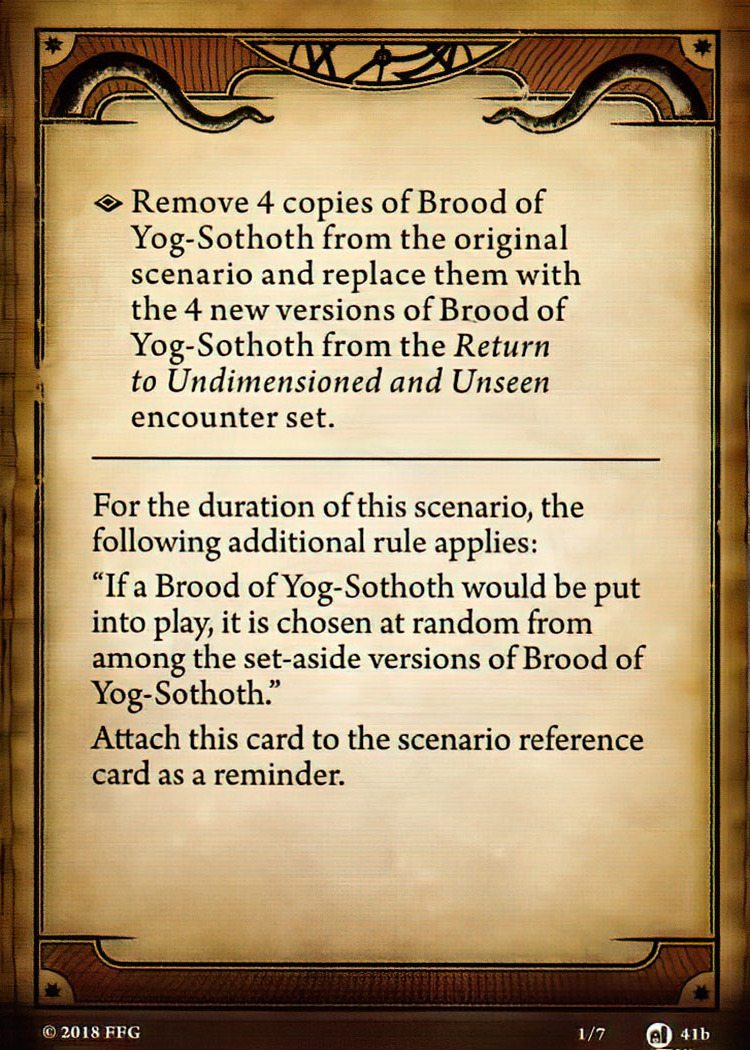 Remove 4 copies of Brood of
Yog-Sothoth from the original
scenario and replace them with
the 4 new versions of Brood of
Yog-Sothoth from the Return
to Undimensioned and Unseen
encounter set.
For the duration of this scenario, the
following additional rule applies:
“If a Brood of Yog-Sothoth would be put
into play, it is chosen at random from
among the set-aside versions of Brood of
Yog-Sothoth.”
Attach this card to the scenario reference
card as a reminder.
© 2018 FFG
1/7
41b